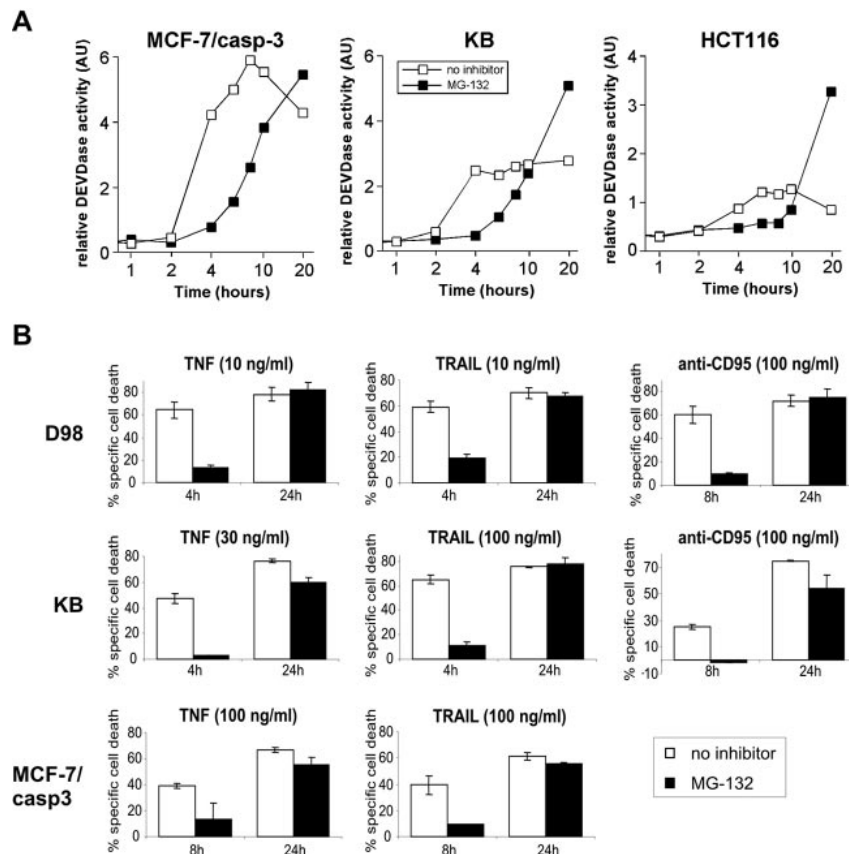 A
MCF-7/casp-3
KB
HCT116
relative DEVDase activity (AU)
6
4
2
0
1 2 4 10 20
Time (hours)
relative DEVDase activity (AU)
6
4
2
0
no inhibitor
MG-132
1 2 4 10 20
Time (hours)
relative DEVDase activity (AU)
4
3
2
1
0
1 2 4 10 20
Time (hours)
B
D98
TNF (10 ng/ml)
% specific cell death
80
60
40
20
0
4h 24h
TRAIL (10 ng/ml)
% specific cell death
80
60
40
20
0
4h 24h
anti-CD95 (100 ng/ml)
% specific cell death
80
60
40
20
0
8h 24h
KB
TNF (30 ng/ml)
% specific cell death
80
60
40
20
0
4h 24h
TRAIL (100 ng/ml)
% specific cell death
80
60
40
20
0
4h 24h
anti-CD95 (100 ng/ml)
% specific cell death
70
50
30
10
-10
8h 24h
MCF-7/
casp3
TNF (100 ng/ml)
% specific cell death
80
60
40
20
0
8h 24h
TRAIL (100 ng/ml)
% specific cell death
80
60
40
20
0
8h 24h
no inhibitor
MG-132